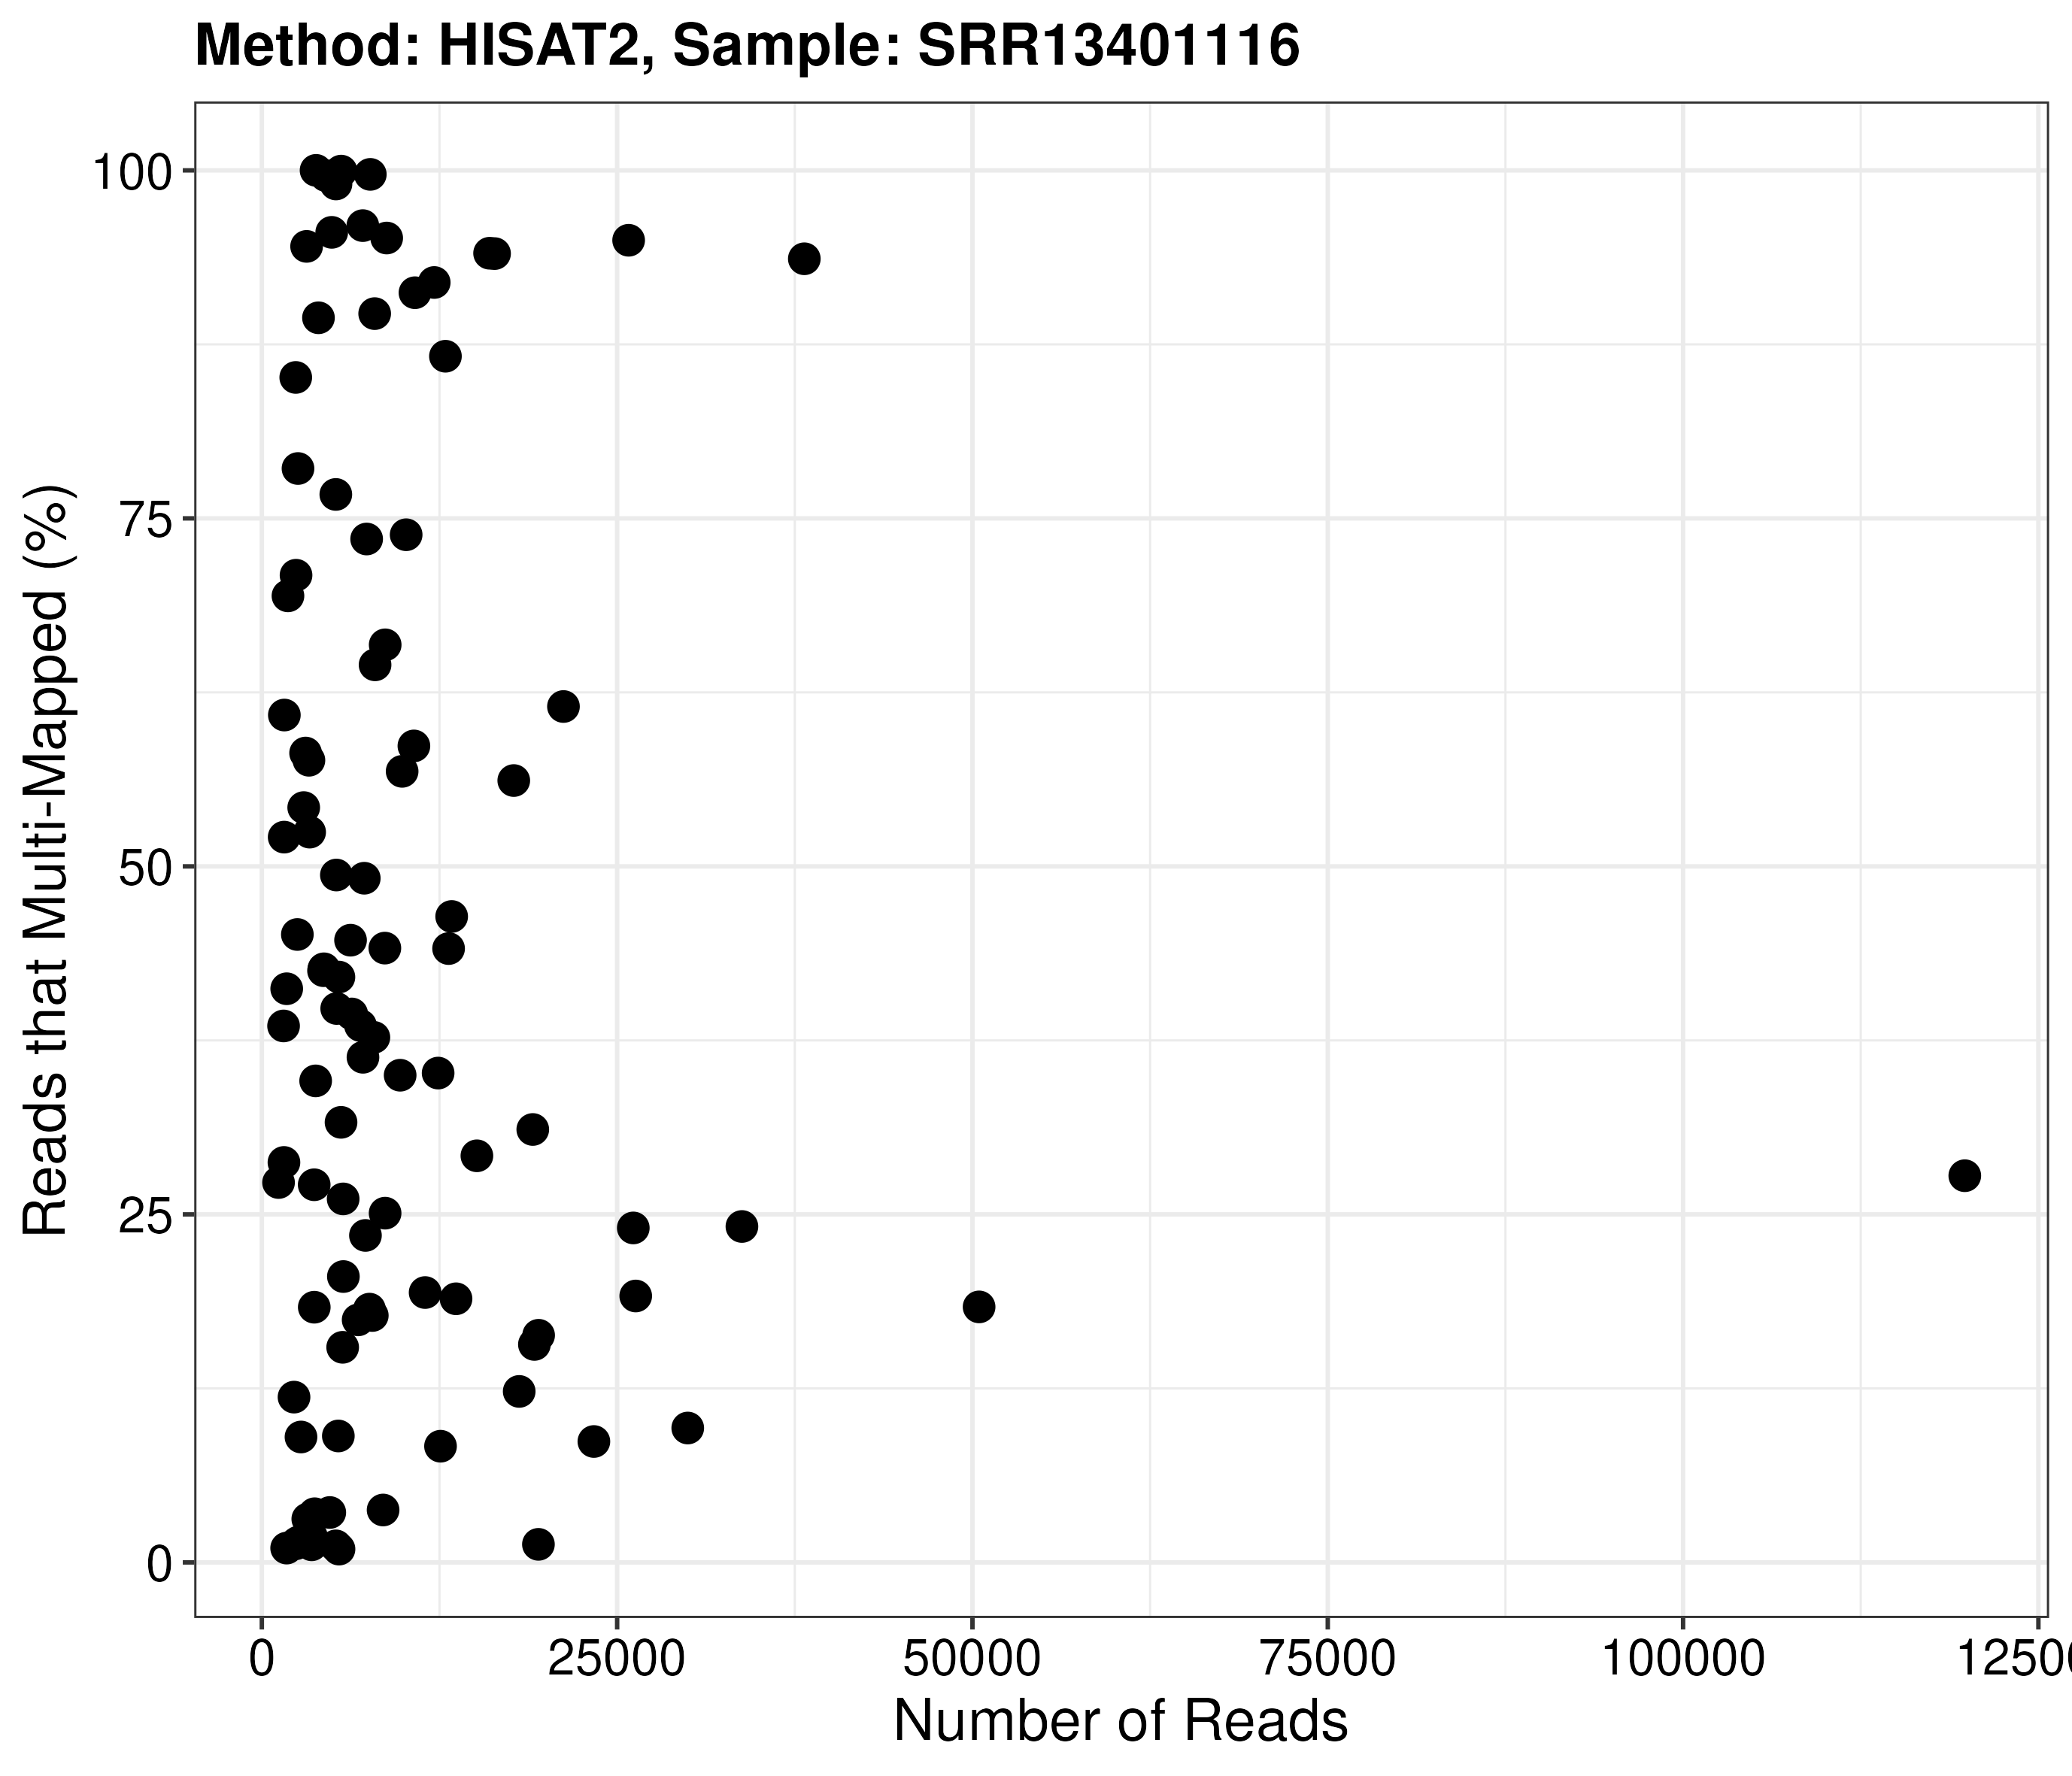 Method: HISAT2, Sample: SRR13401116
Reads that Multi-Mapped (%)
100
75
50
25
0
0 25000 50000 75000 100000 1250
Number of Reads